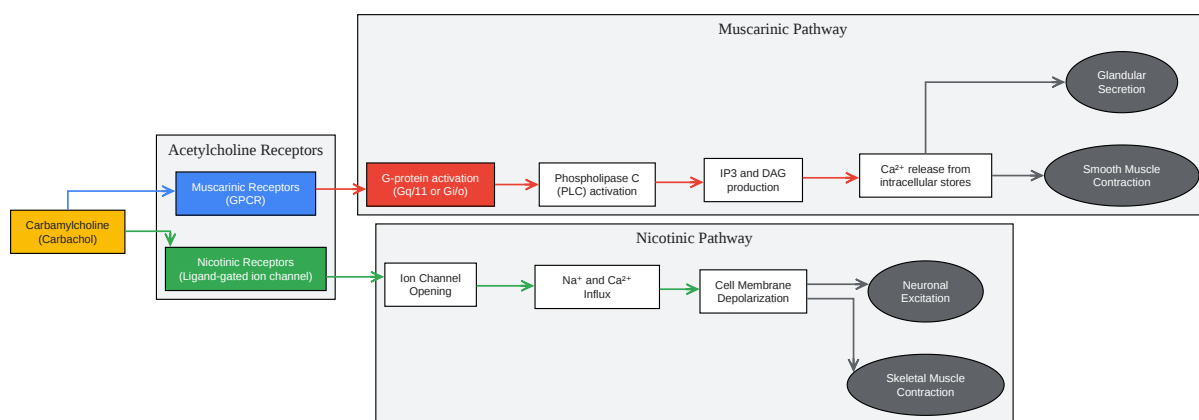 Muscarinic Pathway
Glandular
Secretion
Acetylcholine Receptors
Muscarinic Receptors
(GPCR)
G-protein activation
(Gq/11 or Gi/o)
Phospholipase C
(PLC) activation
IP3 and DAG
production
Ca²⁺ release from
intracellular stores
Smooth Muscle
Contraction
Carbamylcholine
(Carbachol)
Nicotinic Receptors
(Ligand-gated ion channel)
Nicotinic Pathway
Ion Channel
Opening
Na⁺ and Ca²⁺
Influx
Cell Membrane
Depolarization
Neuronal
Excitation
Skeletal Muscle
Contraction